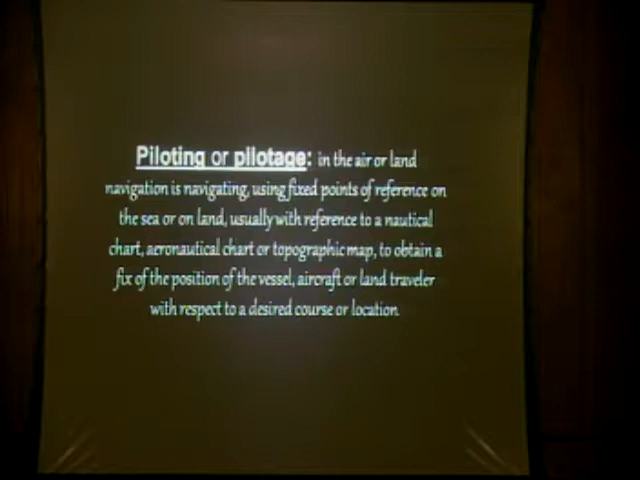 Piloting or pilotage: in the air or land
navigation is navigating, using fixed points of reference on
the sea or on land, usually with reference to a nautical
chart, aeronautical chart or topographic map, to obtain a
fix of the position of the vessel, aircraft or land traveler
with respect to a desired course or location